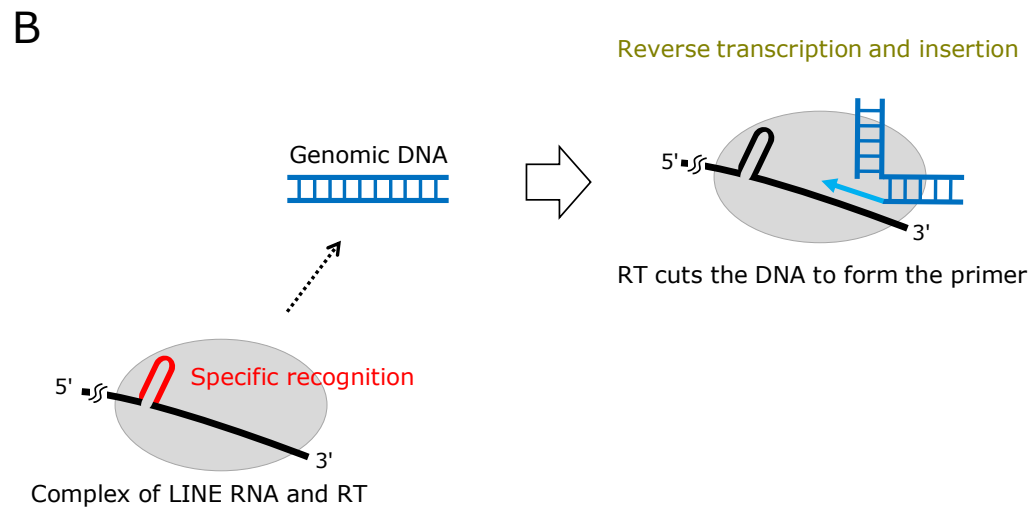 B
Reverse transcription and insertion
Genomic DNA
5'
3'
RT cuts the DNA to form the primer
5'
Specific recognition
3'
Complex of LINE RNA and RT